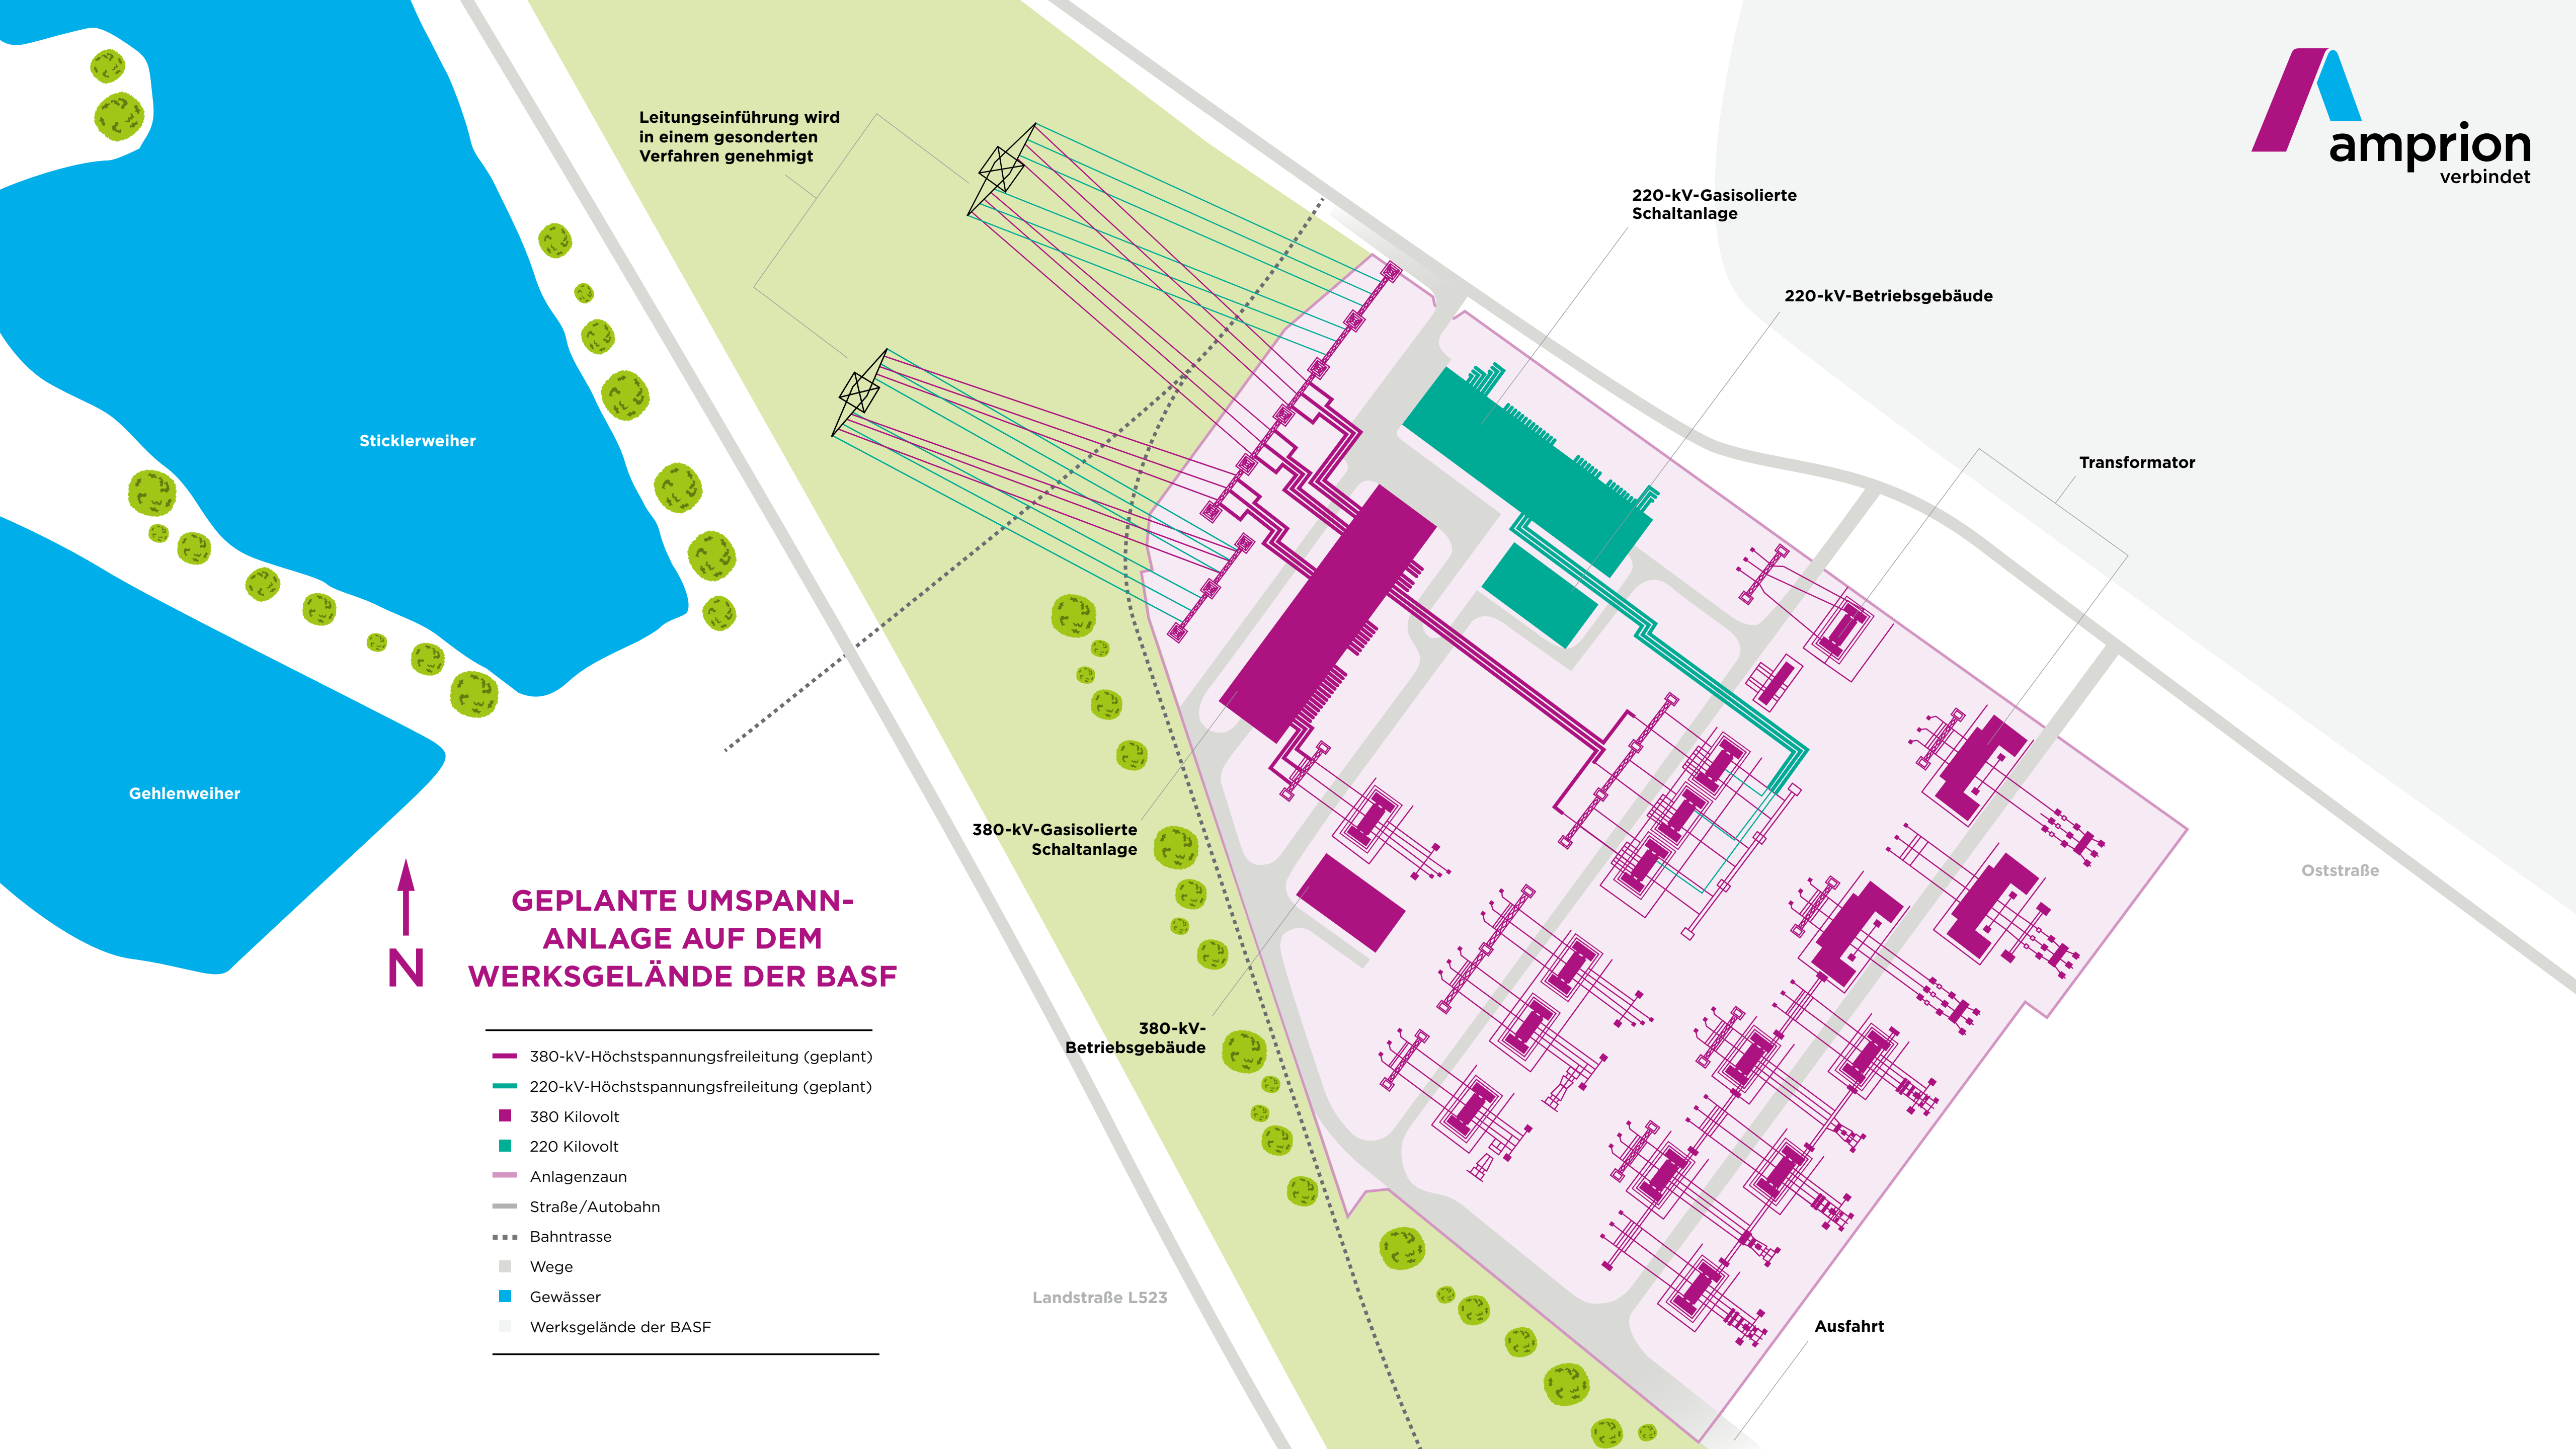 Leitungseinführung wird
in einem gesonderten
Verfahren genehmigt
amprion
verbindet
220-kV-Gasisolierte
Schaltanlage
220-kV-Betriebsgebäude
Transformator
Sticklerweiher
Gehlenweiher
380-kV-Gasisolierte
Schaltanlage
Oststraße
N
GEPLANTE UMSPANN-
ANLAGE AUF DEM
WERKSGELÄNDE DER BASF
380-kV-
Betriebsgebäude
380-kV-Höchstspannungsfreileitung (geplant)
220-kV-Höchstspannungsfreileitung (geplant)
380 Kilovolt
220 Kilovolt
Anlagenzaun
Straße/Autobahn
Bahntrasse
Wege
Gewässer
Werksgelände der BASF
Landstraße L523
Ausfahrt